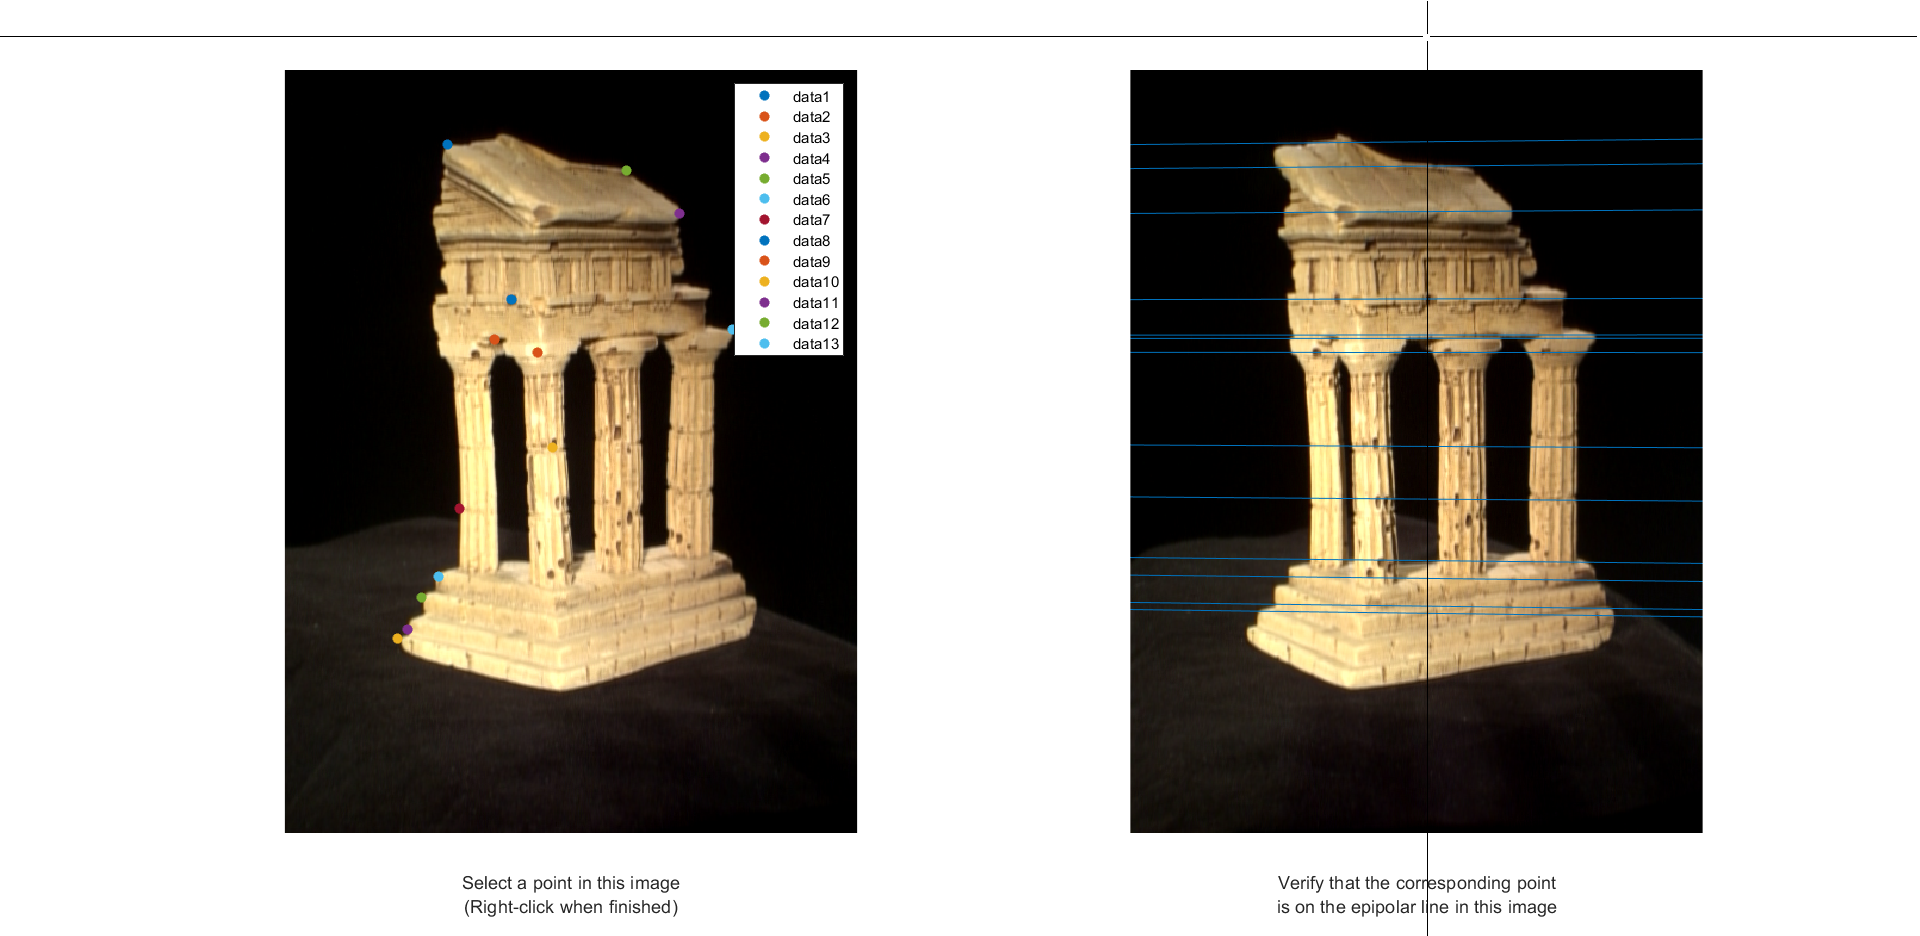 data1
data2
data3
data4
data5
data6
data7
data8
data9
data10
data11
data12
data13
Select a point in this image
(Right-click when finished)
Verify that the corresponding point
is on the epipolar line in this image